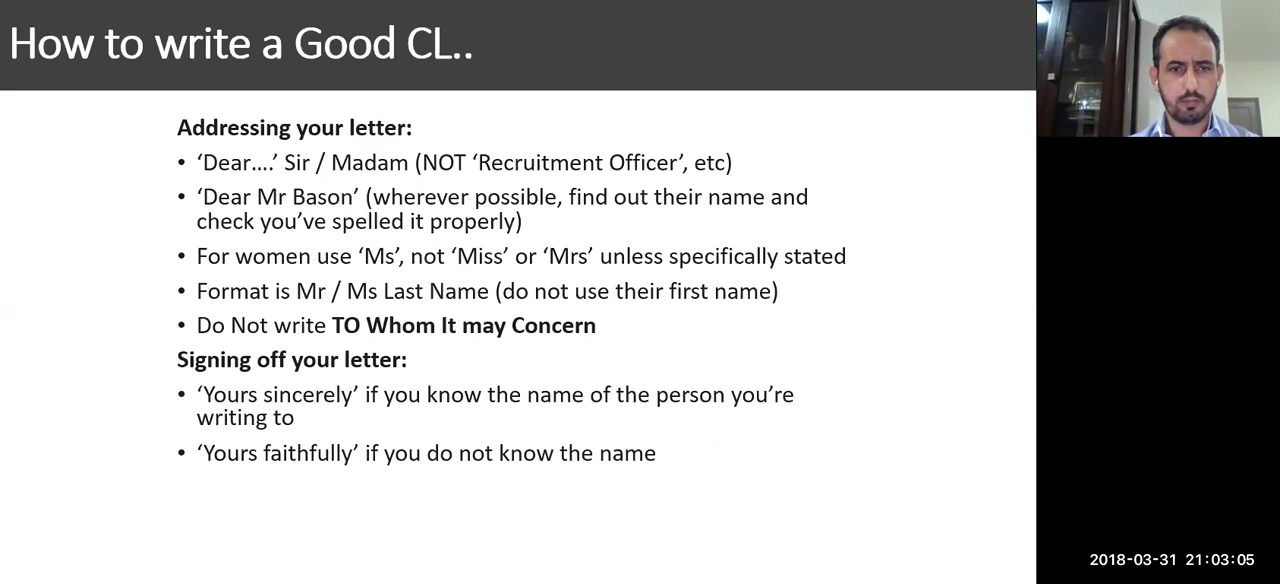 How to write a Good CL..
Addressing your letter:
• ‘Dear....’ Sir / Madam (NOT ‘Recruitment Officer’, etc)
• ‘Dear Mr Bason’ (wherever possible, find out their name and
check you’ve spelled it properly)
• For women use ‘Ms’, not ‘Miss’ or ‘Mrs’ unless specifically stated
• Format is Mr / Ms Last Name (do not use their first name)
• Do Not write TO Whom It may Concern
Signing off your letter:
• ‘Yours sincerely’ if you know the name of the person you’re
writing to
• ‘Yours faithfully’ if you do not know the name
2018-03-31 21:03:05